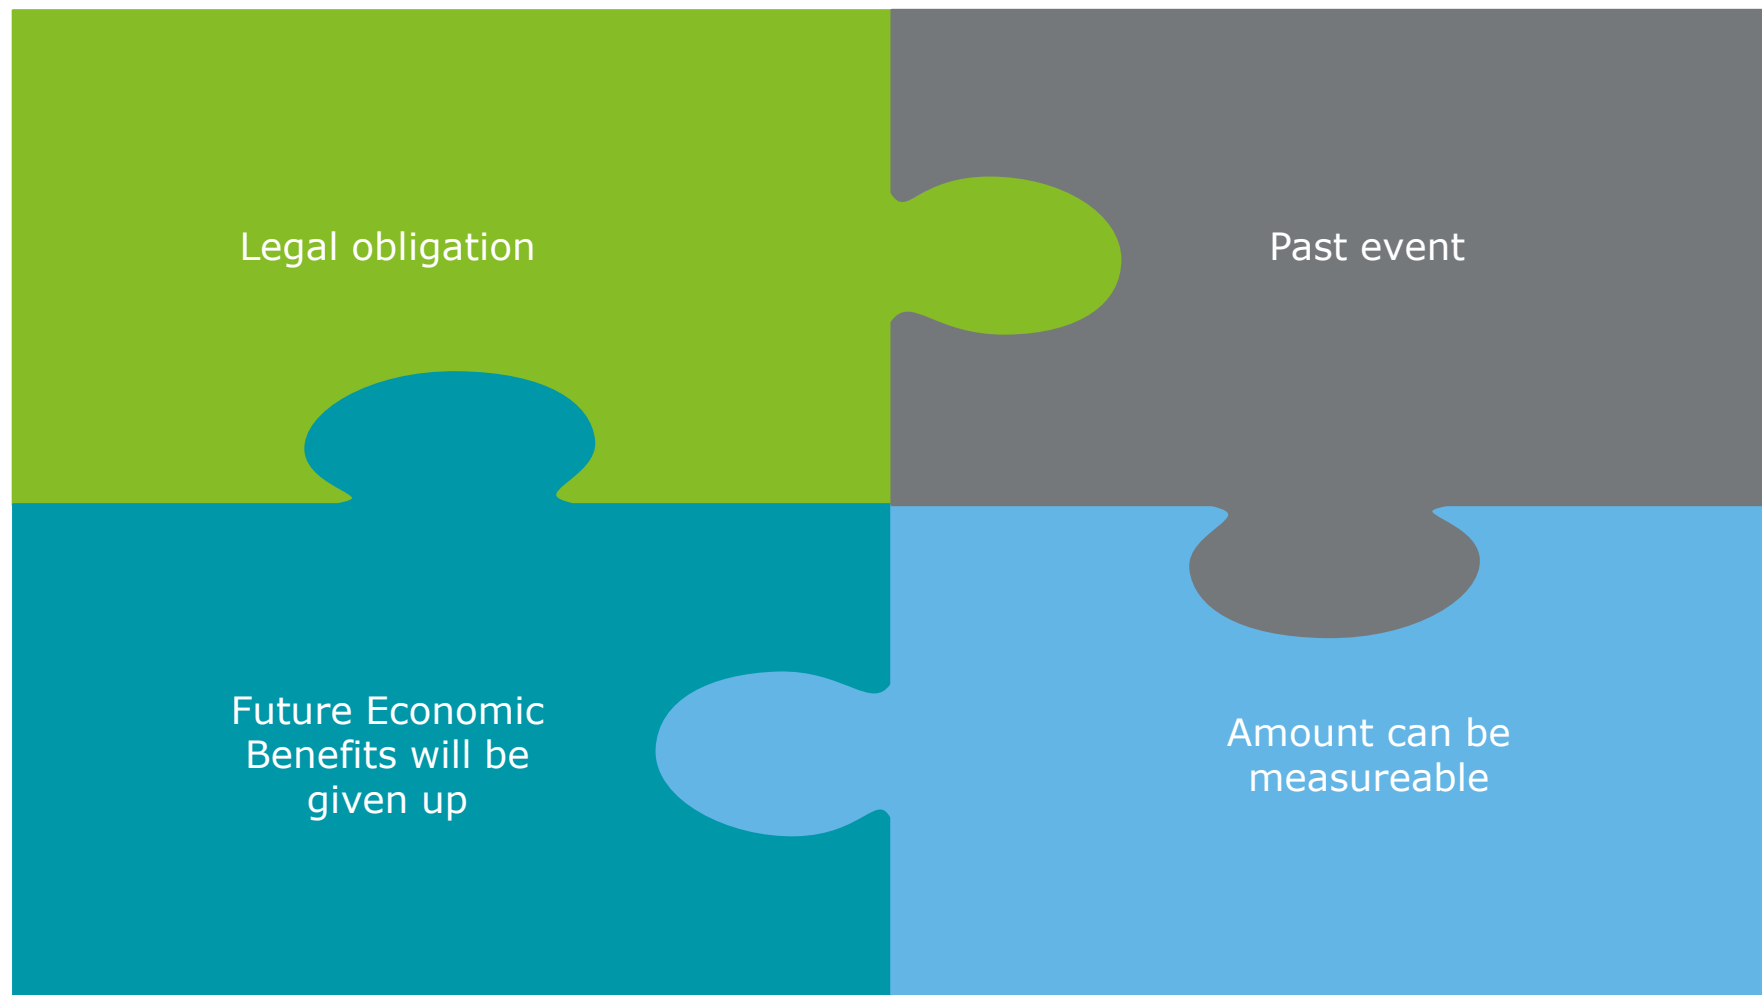 Legal obligation
Past event
Future Economic
Benefits will be
given up
Amount can be
measureable